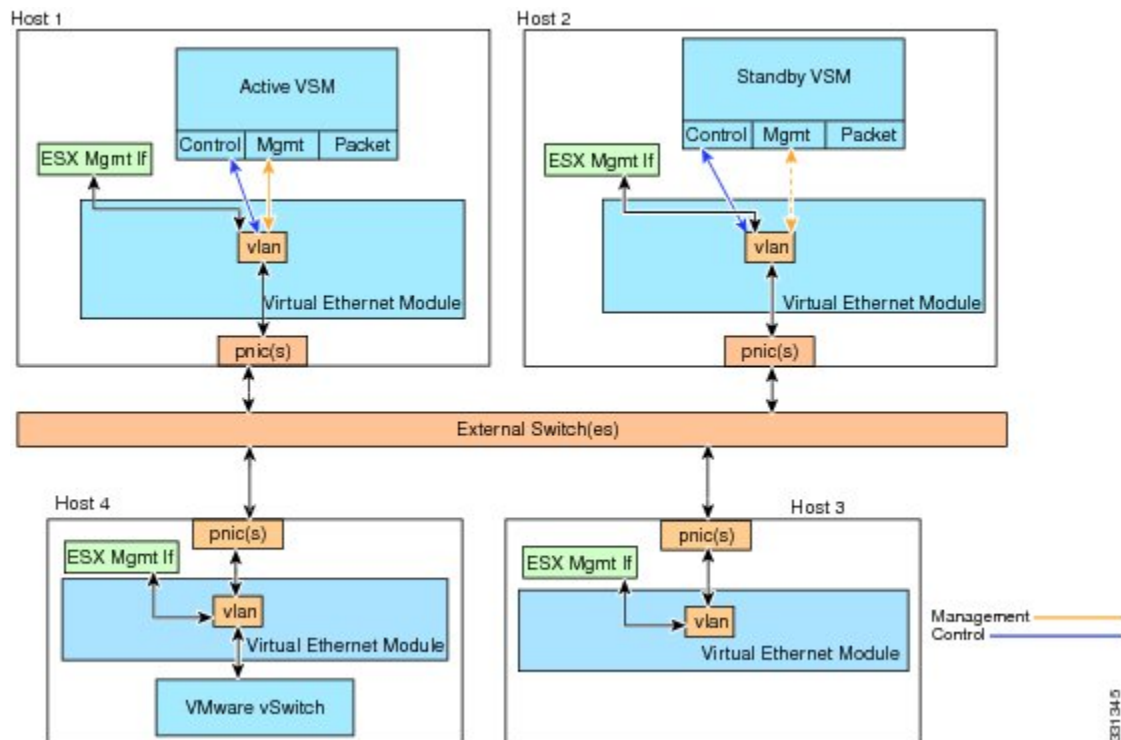 Host 1
Host 2
Active VSM
Control Mgmt Packet
ESX Mgmt If
vlan
Virtual Ethernet Module
pnic(s)
Standby VSM
Control Mgmt Packet
ESX Mgmt If
vlan
Virtual Ethernet Module
pnic(s)
External Switch(es)
Host 4
pnic(s)
ESX Mgmt If
vlan
Virtual Ethernet Module
VMware vSwitch
Host 3
pnic(s)
ESX Mgmt If
vlan
Virtual Ethernet Module
Management
Control
331345